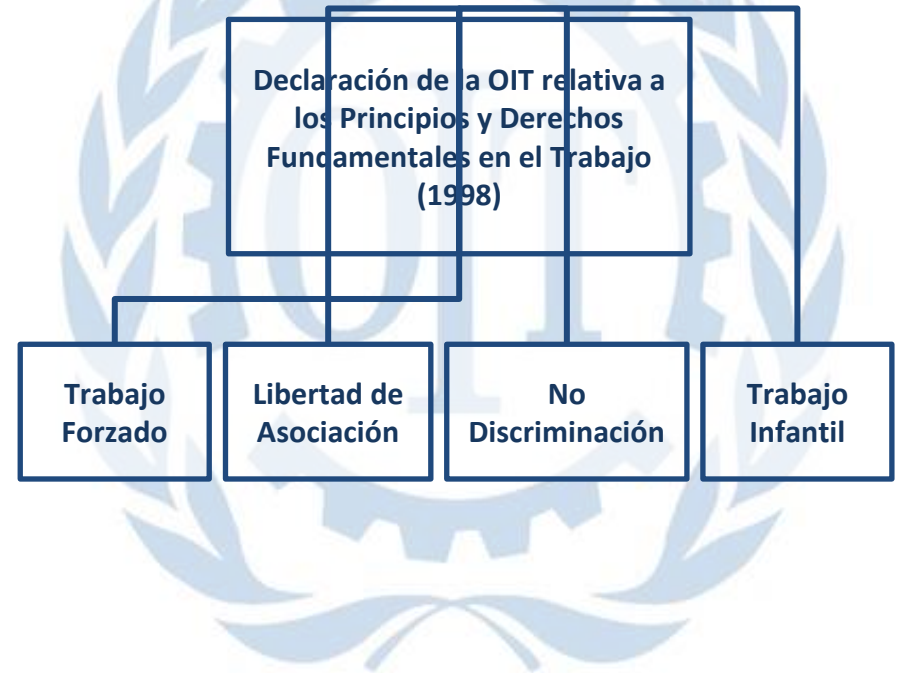 Declaración de la OIT relativa a
los Principios y Derechos
Fundamentales en el Trabajo
(1998)
Trabajo
Forzado
Libertad de
Asociación
No
Discriminación
Trabajo
Infantil
OIT